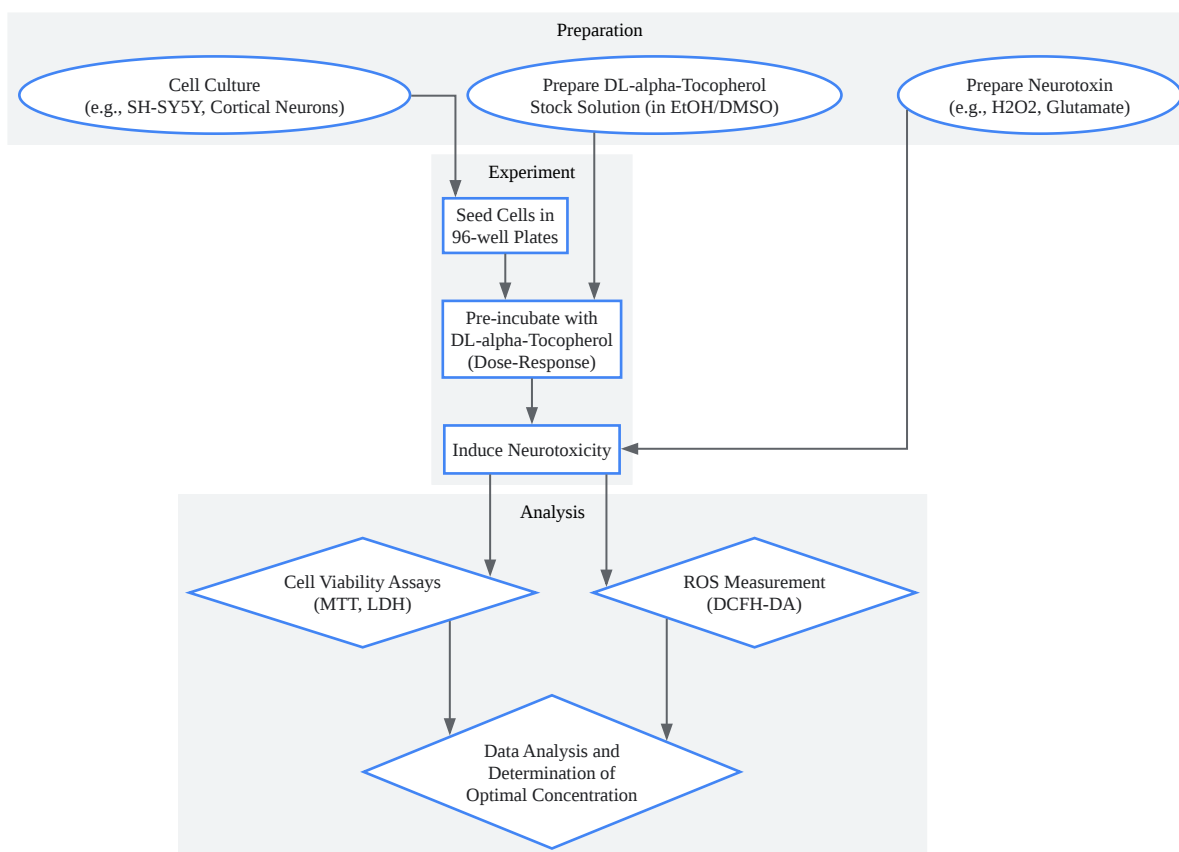 Preparation
Cell Culture
(e.g., SH-SY5Y, Cortical Neurons)
Prepare DL-alpha-Tocopherol
Stock Solution (in EtOH/DMSO)
Prepare Neurotoxin
(e.g., H2O2, Glutamate)
Experiment
Seed Cells in
96-well Plates
Pre-incubate with
DL-alpha-Tocopherol
(Dose-Response)
Induce Neurotoxicity
Analysis
Cell Viability Assays
(MTT, LDH)
ROS Measurement
(DCFH-DA)
Data Analysis and
Determination of
Optimal Concentration